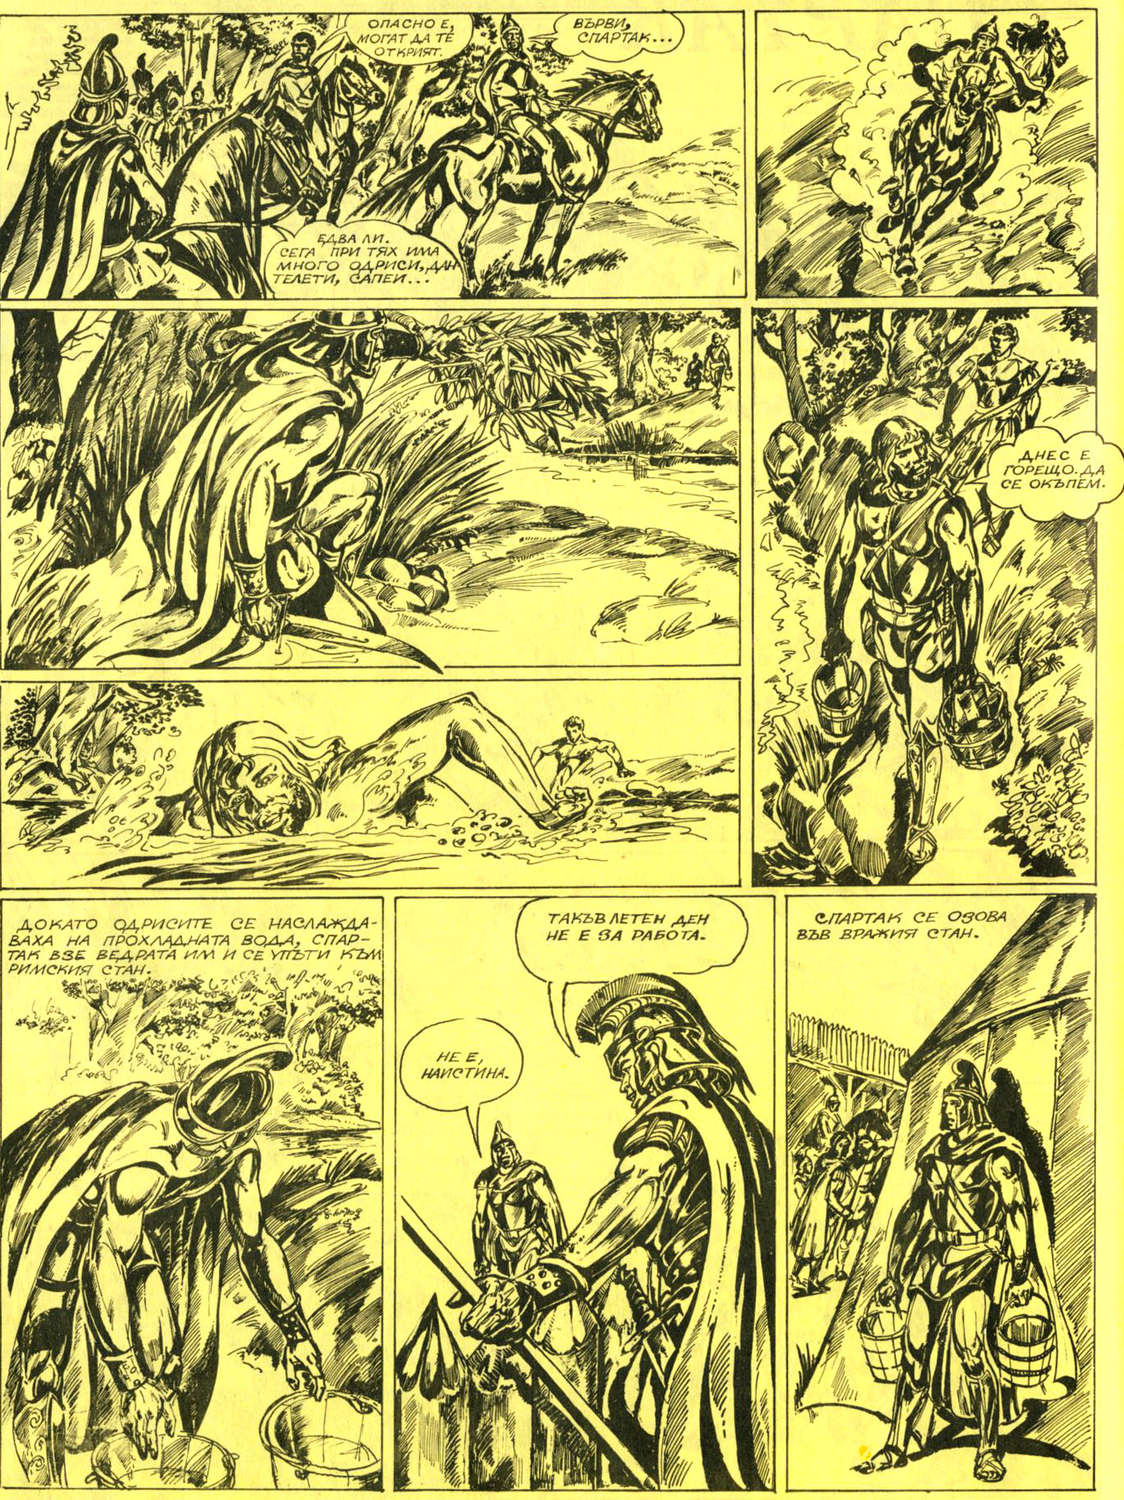 ОПАСНО Е,
МОГАТ ДА ТЕ
ОТКРИЯТ.
ВЪРВИ,
СПАРТАК...
ЕДВА ЛИ.
СЕГА ПРИ ТЯХ ИМА
МНОГО ОДРИСИ, ДАН
ТЕЛЕТИ, САПЕИ...
ДНЕС Е
ГОРЕЩО. ДА
СЕ ОКЪПЕМ.
ДОКАТО ОДРИСИТЕ СЕ НАСЛАЖДА-
ВАХА НА ПРОХЛАДНАТА ВОДА, СПАР-
ТАК ВЗЕ ВЕДРАТА ИМ И СЕ УПЪТИ КЪМ
РИМСКИЯ СТАН.
ТАКЪВ ЛЕТЕН ДЕН
НЕ Е ЗА РАБОТА.
НЕ Е,
НАИСТИНА.
СПАРТАК СЕ ОЗОВА
ВЪВ ВРАЖИЯ СТАН.